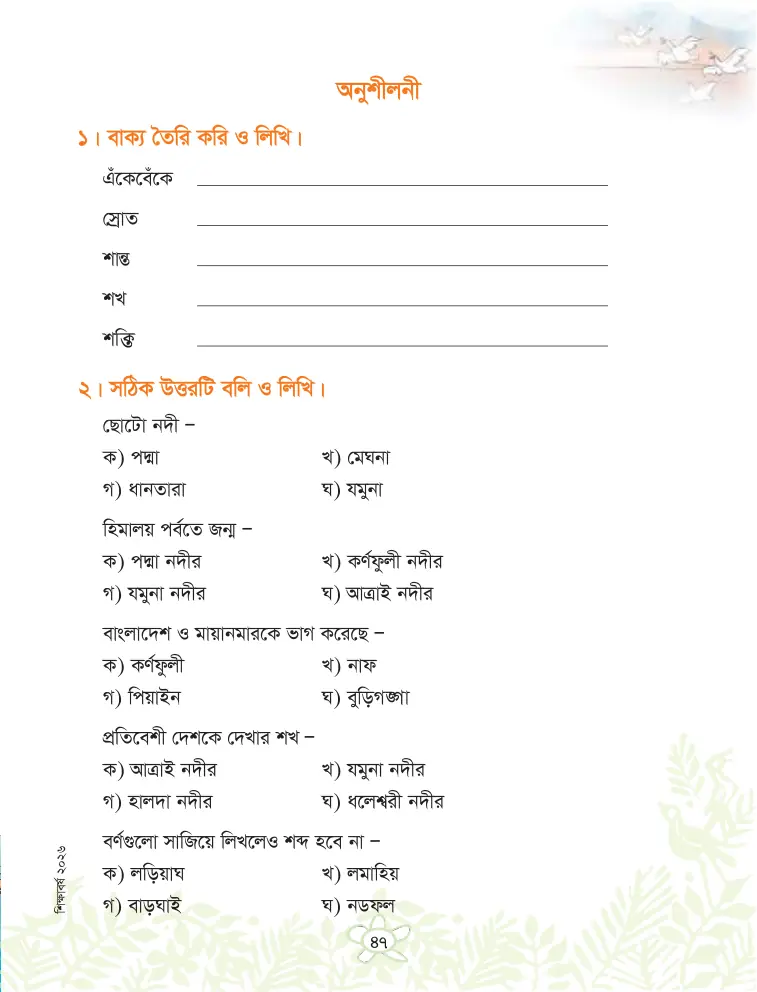 অনুশীলনী
১। বাক্য তৈরি করি ও লিখি।
এঁকেবেঁকে
স্রোত
শান্ত
শখ
শক্তি
২। সঠিক উত্তরটি বলি ও লিখি।
ছোটো নদী –
ক) পদ্মা খ) মেঘনা
গ) ধানতারা ঘ) যমুনা
হিমালয় পর্বতে জন্ম –
ক) পদ্মা নদীর খ) কর্ণফুলী নদীর
গ) যমুনা নদীর ঘ) আত্রাই নদীর
বাংলাদেশ ও মায়ানমারকে ভাগ করেছে –
ক) কর্ণফুলী খ) নাফ
গ) পিয়াইন ঘ) বুড়িগঙ্গা
প্রতিবেশী দেশকে দেখার শখ –
ক) আত্রাই নদীর খ) যমুনা নদীর
গ) হালদা নদীর ঘ) ধলেশ্বরী নদীর
বর্ণগুলো সাজিয়ে লিখলেও শব্দ হবে না –
ক) লড়িয়াঘ খ) লমাহিয়
গ) বাড়ঘাই ঘ) নডফল
শিক্ষাবর্ষ ২০২৬
৪৭